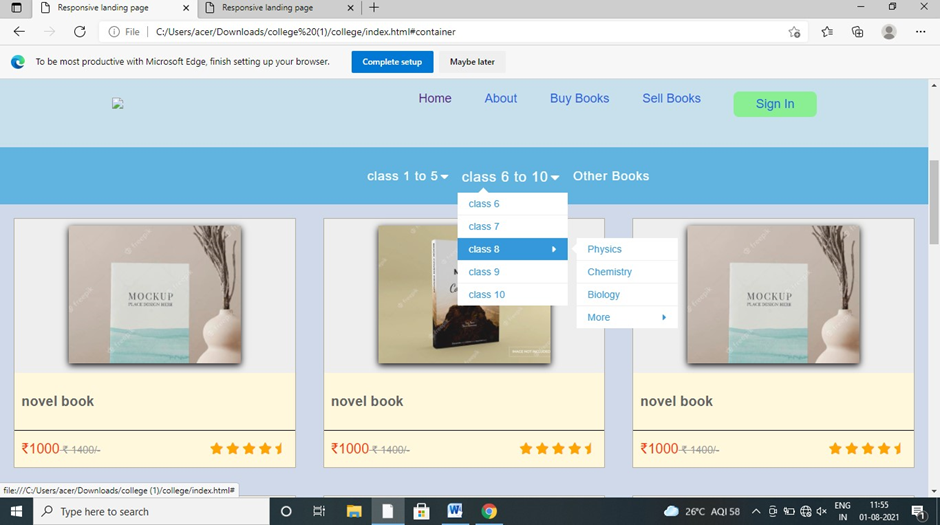 Responsive landing page
Responsive landing page
File C:/Users/acer/Downloads/college%20(1)/college/index.html#container
To be most productive with Microsoft Edge, finish setting up your browser. Complete setup Maybe later
Home About Buy Books Sell Books Sign In
class 1 to 5 class 6 to 10 Other Books
class 6
class 7
class 8
class 9
class 10
Physics
Chemistry
Biology
More
MOCKUP
PLACE DESIGN HERE
MOCKUP
PLACE DESIGN HERE
novel book novel book novel book
₹1000 ₹ 1400/- ₹1000 ₹ 1400/- ₹1000 ₹ 1400/-
file:///C:/Users/acer/Downloads/college (1)/college/index.html#
Type here to search
26°C AQI 58
ENG
IN
11:55
01-08-2021
1